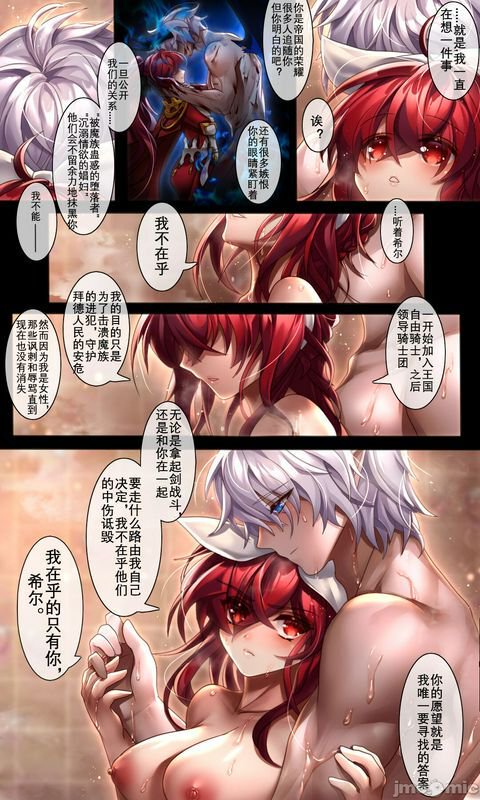 ……就是我一直
在想一件事
你是帝国的荣耀
很多人追随你
但你明白的吧？
一旦公开
我们的关系……
“被魔族蛊惑的堕落者。”
“沉溺情欲的娼妇。”
他们会不留余力地抹黑你
诶？
还有很多嫉恨
你的眼睛紧盯着
我不能——
……听着希尔
我不在乎
我的目的只是
为了击溃魔族
的进犯，守护
拜德人民的安危
一开始加入王国
自由骑士，之后
领导骑士团
然而因为我是女性，
那些讽刺和辱骂直到
现在也没有消失
无论是拿起剑战斗，
还是和你在一起
要走什么路由我自己
决定，我不在乎他们
的中伤诋毁
我在乎的只有你，
希尔。
你的愿望就是
我唯一要寻找的答案